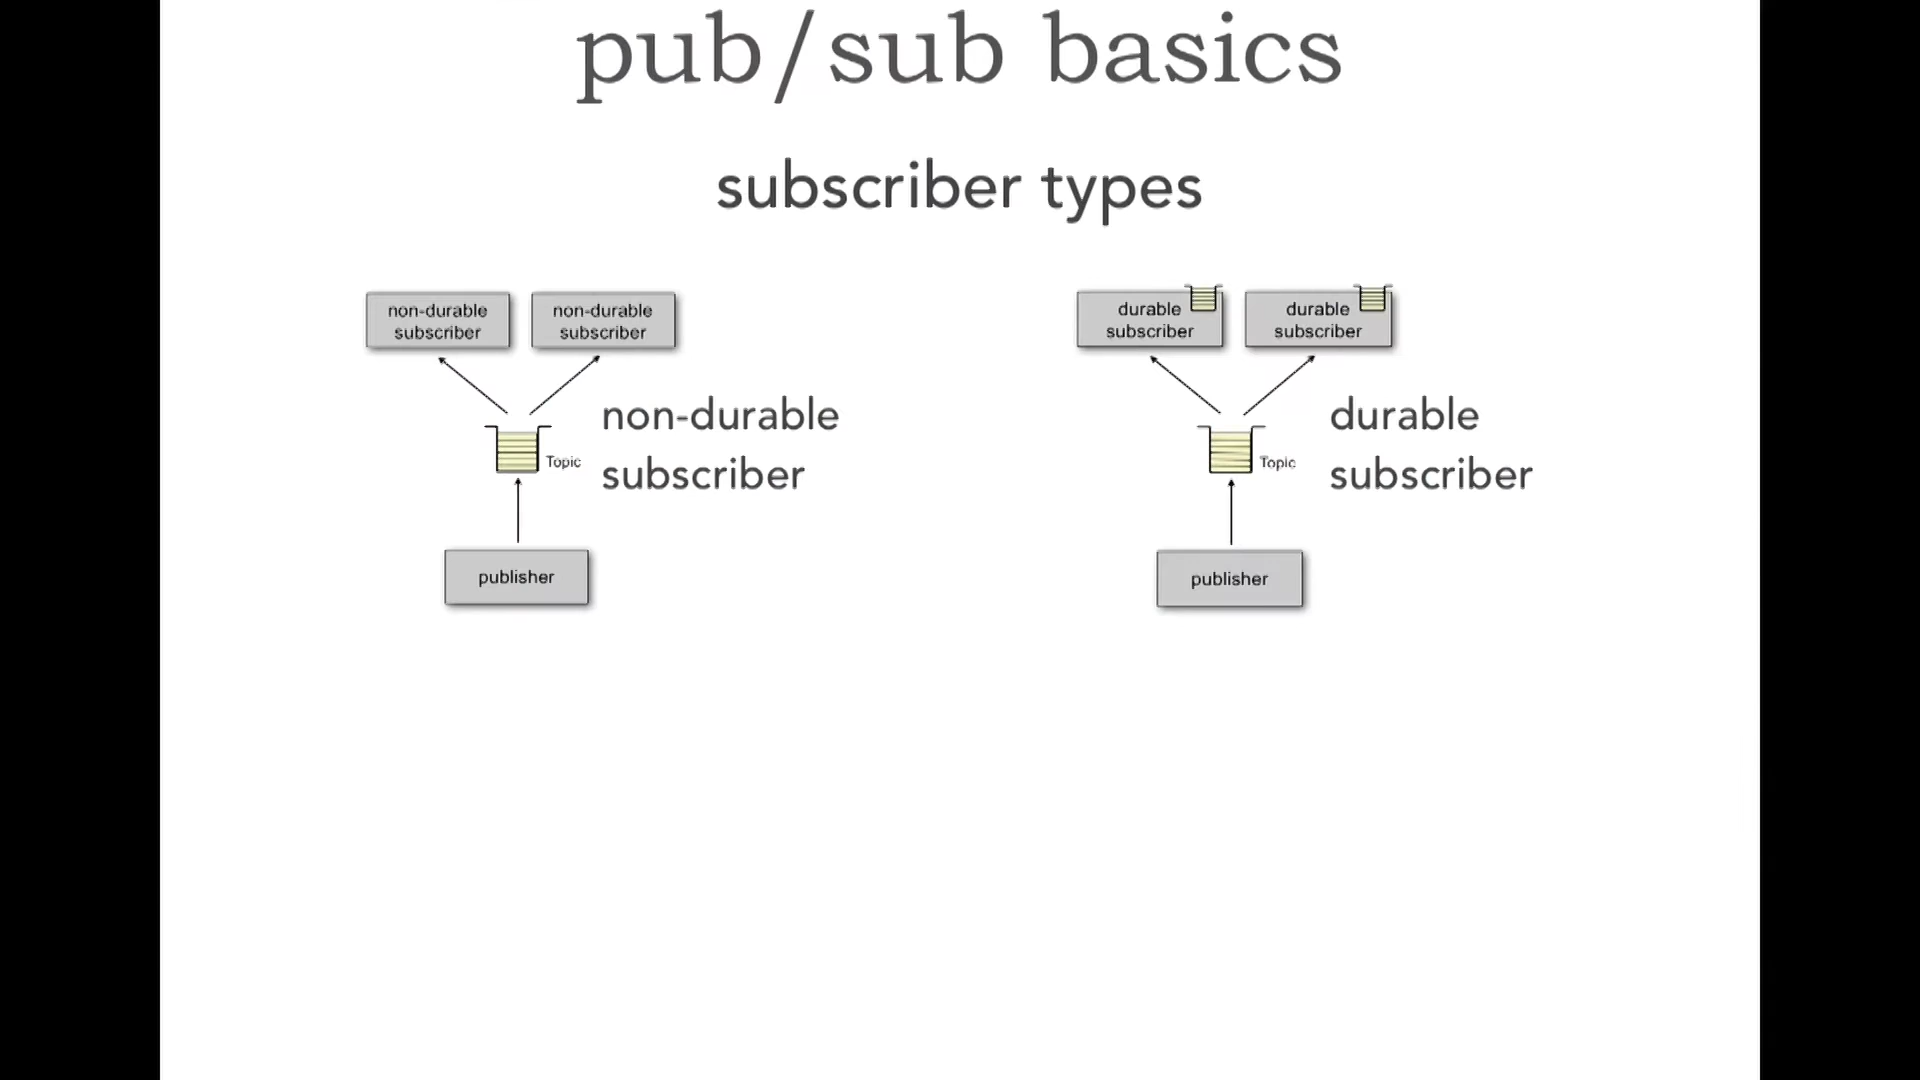 pub/sub basics
subscriber types
non-durable
subscriber
non-durable
subscriber
Topic
non-durable
subscriber
publisher
durable
subscriber
durable
subscriber
Topic
durable
subscriber
publisher